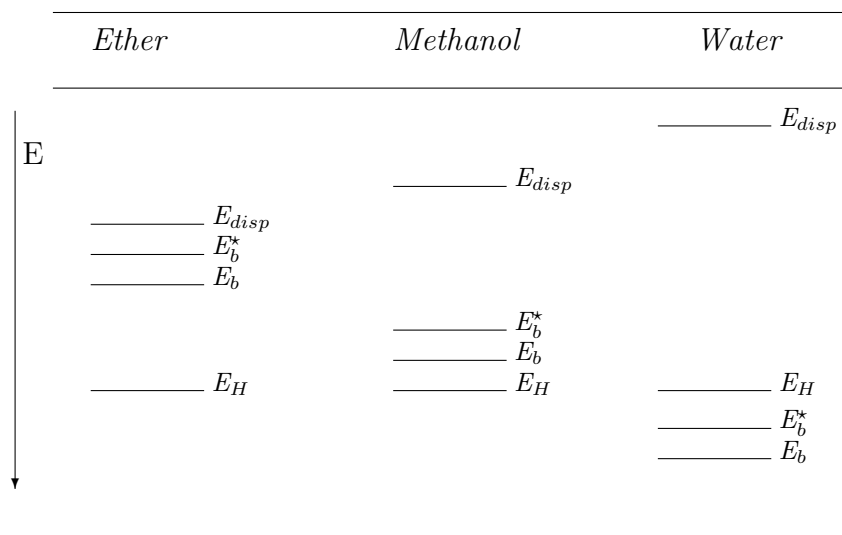 Ether Methanol Water
E_disp
E
E_disp
E_disp
E_b^⋆
E_b
E_b^⋆
E_b
E_H E_H E_H
E_b^⋆
E_b